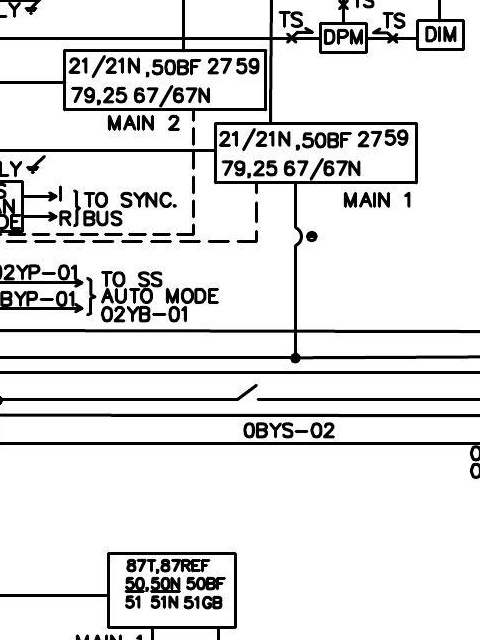 LY
TS
TS
TS
DPM
DIM
21/21N,50BF 2759
79,25 67/67N
MAIN 2
21/21N,50BF 2759
79,25 67/67N
MAIN 1
LY
S
AN
DE
I
R
TO SYNC.
BUS
02YP-01
BYP-01
TO SS
AUTO MODE
02YB-01
0BYS-02
0
0
87T,87REF
50,50N 50BF
51 51N 51GB
MAIN 1